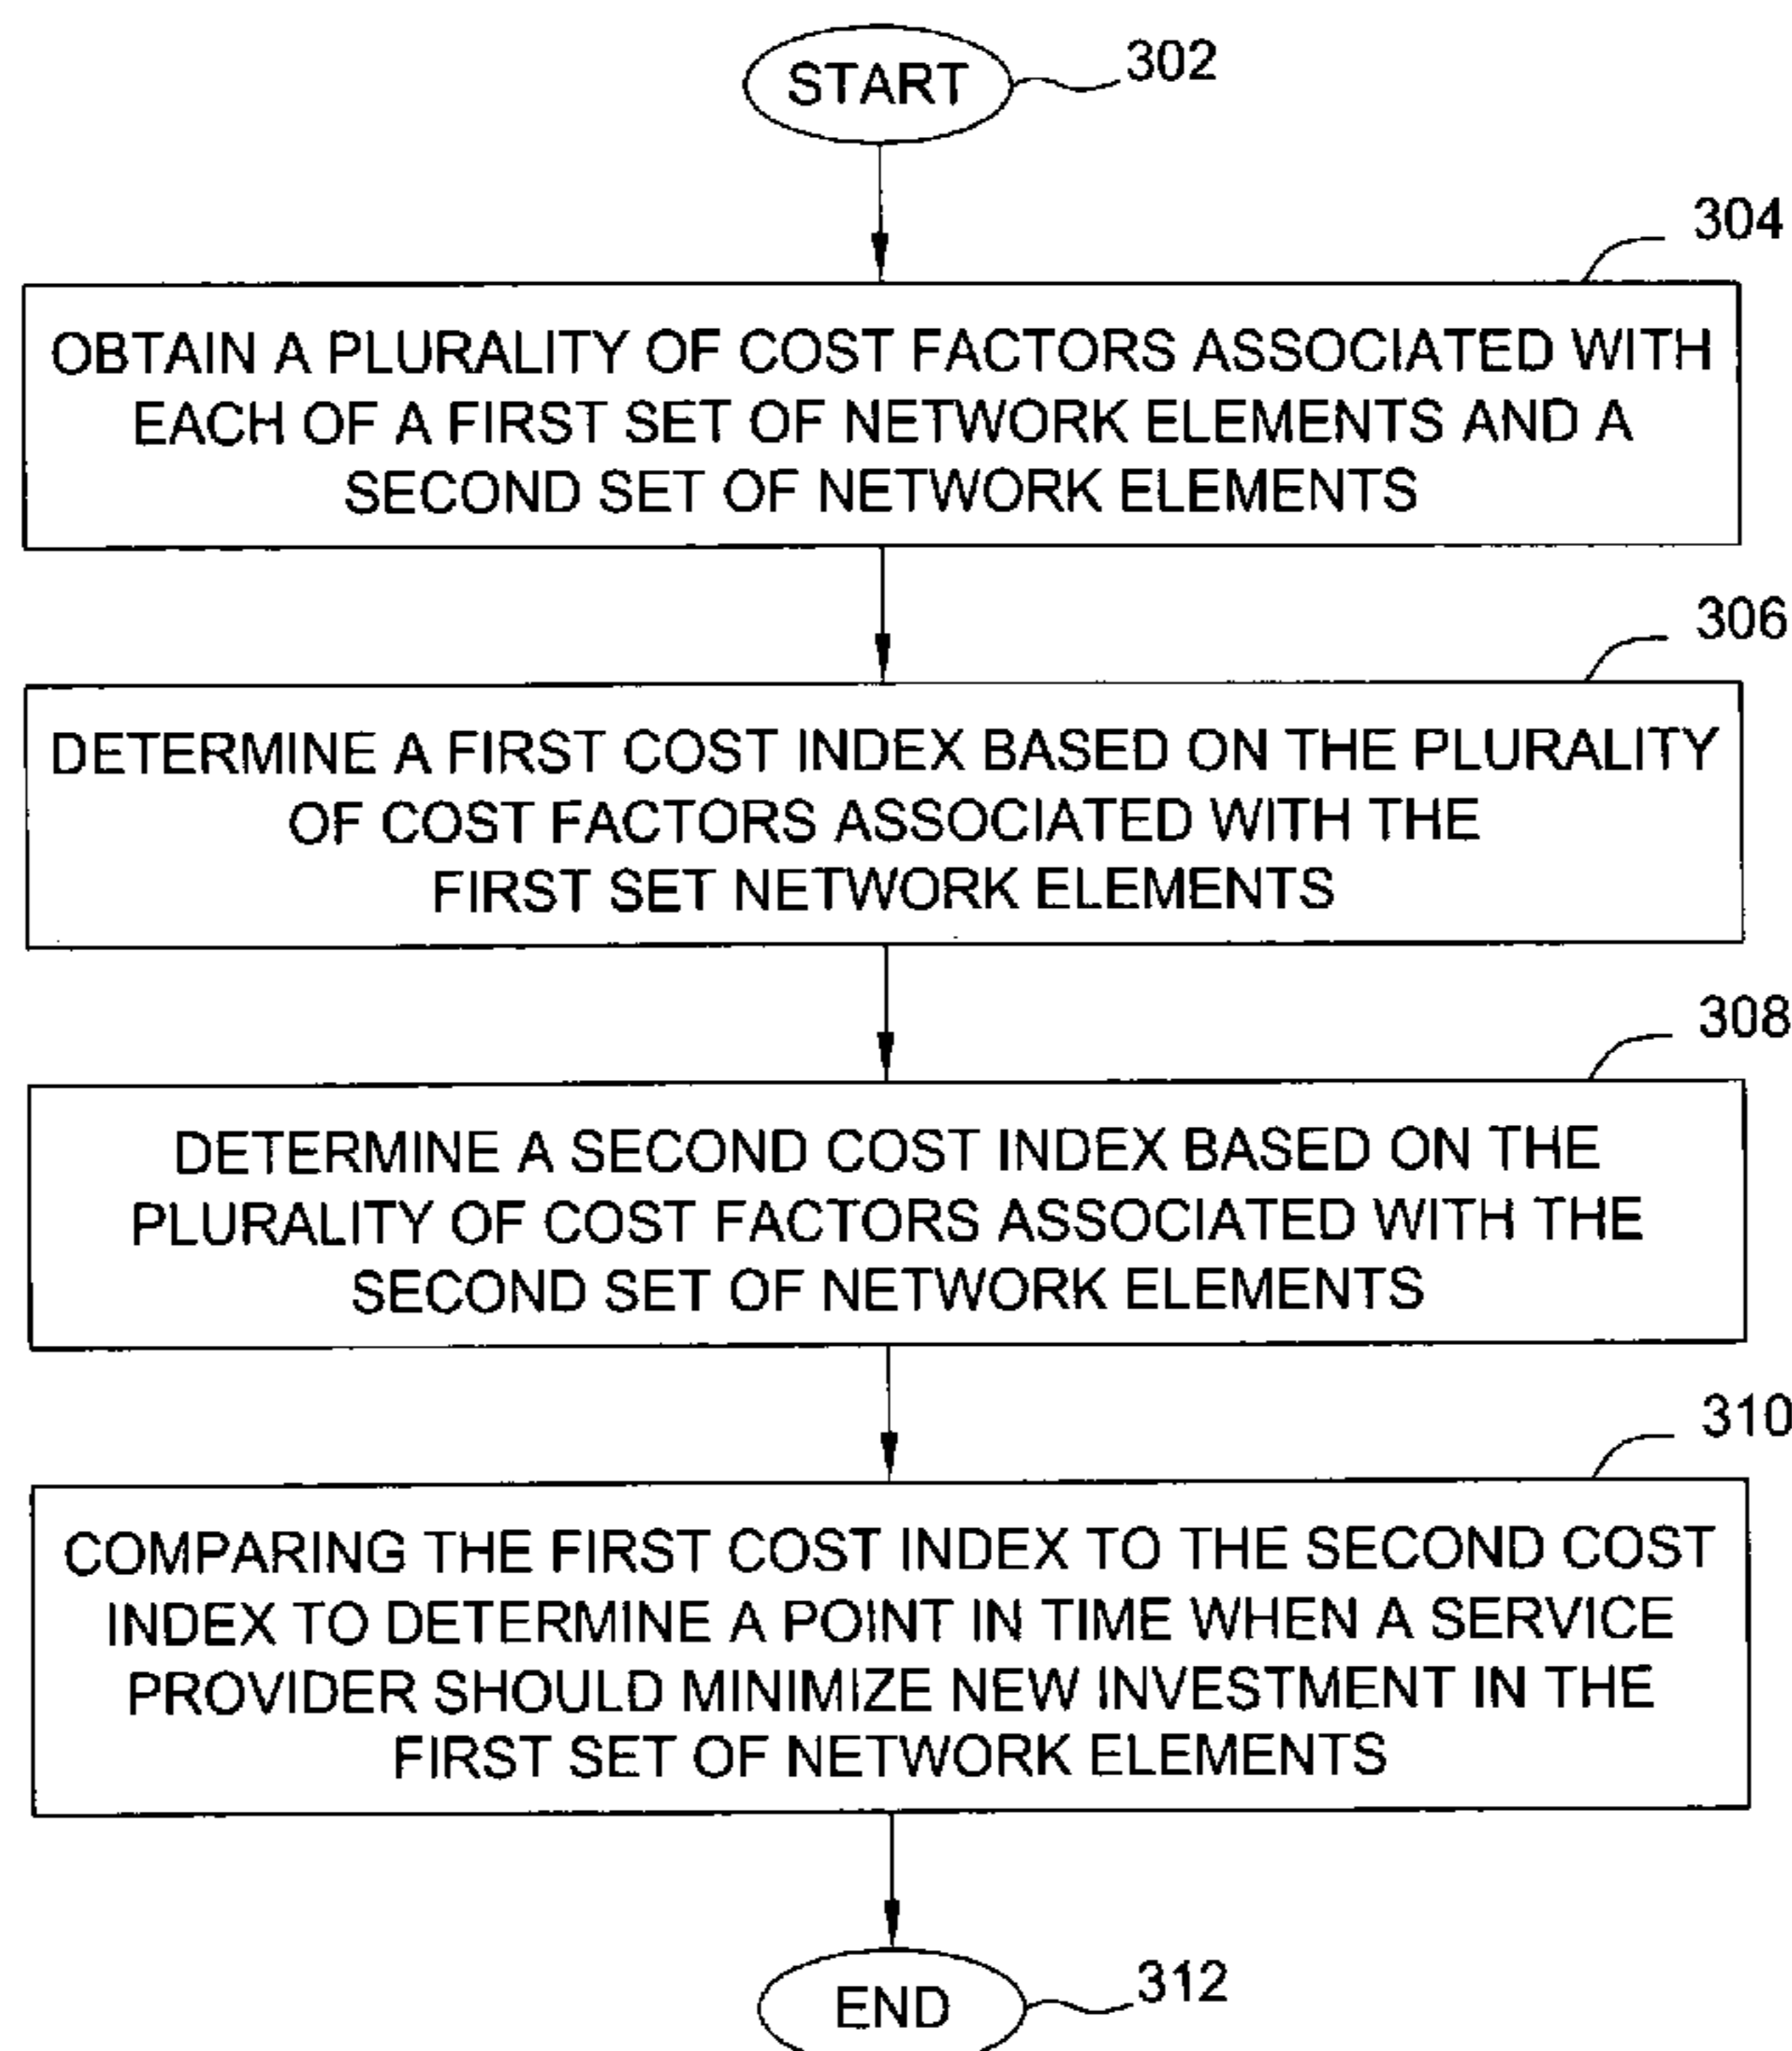 START
302
304
OBTAIN A PLURALITY OF COST FACTORS ASSOCIATED WITH
EACH OF A FIRST SET OF NETWORK ELEMENTS AND A
SECOND SET OF NETWORK ELEMENTS
306
DETERMINE A FIRST COST INDEX BASED ON THE PLURALITY
OF COST FACTORS ASSOCIATED WITH THE
FIRST SET NETWORK ELEMENTS
308
DETERMINE A SECOND COST INDEX BASED ON THE
PLURALITY OF COST FACTORS ASSOCIATED WITH THE
SECOND SET OF NETWORK ELEMENTS
310
COMPARING THE FIRST COST INDEX TO THE SECOND COST
INDEX TO DETERMINE A POINT IN TIME WHEN A SERVICE
PROVIDER SHOULD MINIMIZE NEW INVESTMENT IN THE
FIRST SET OF NETWORK ELEMENTS
END
312